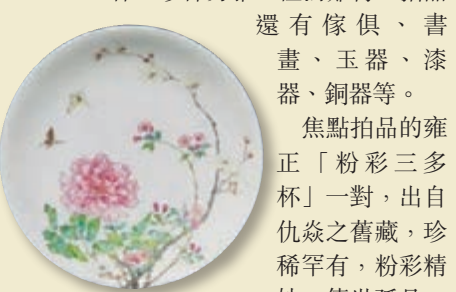 還有傢俱、書
畫、玉器、漆
器、銅器等。
焦點拍品的雍
正「粉彩三多
杯」一對，出自
仇焱之舊藏，珍
稀罕有，粉彩精